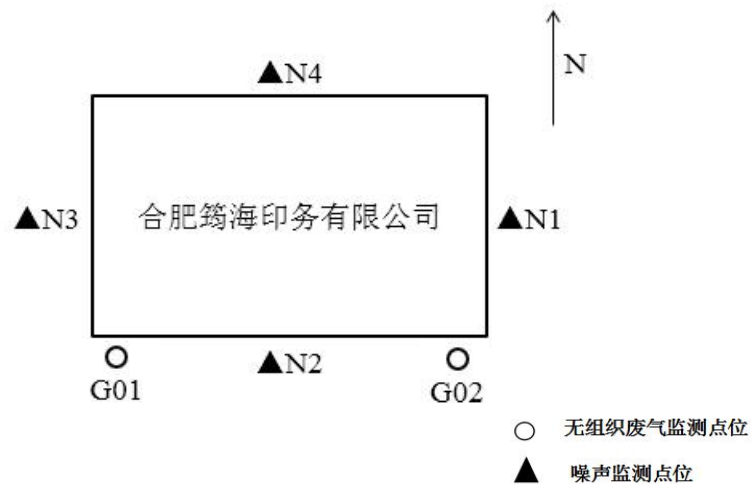 ▲N4
N
▲N3
合肥筠海印务有限公司
▲N1
▲N2
G01
G02
○ 无组织废气监测点位
▲ 噪声监测点位